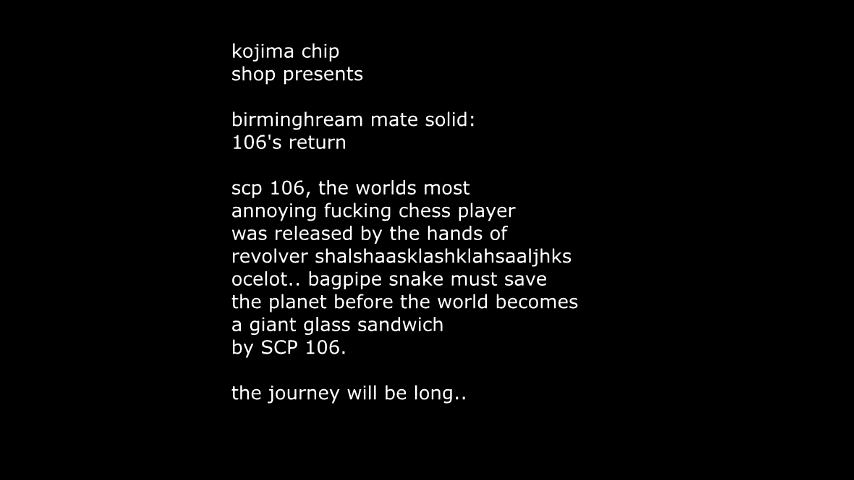 kojima chip
shop presents
birminghream mate solid:
106's return
scp 106, the worlds most
annoying fucking chess player
was released by the hands of
revolver shalshaasklashklahsaaljhks
ocelot.. bagpipe snake must save
the planet before the world becomes
a giant glass sandwich
by SCP 106.
the journey will be long..